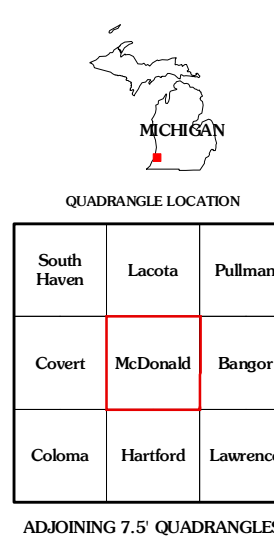 MICHIGAN
QUADRANGLE LOCATION
South
Haven
Lacota
Pullman
Covert
McDonald
Bangor
Coloma
Hartford
Lawrence
ADJOINING 7.5' QUADRANGLES